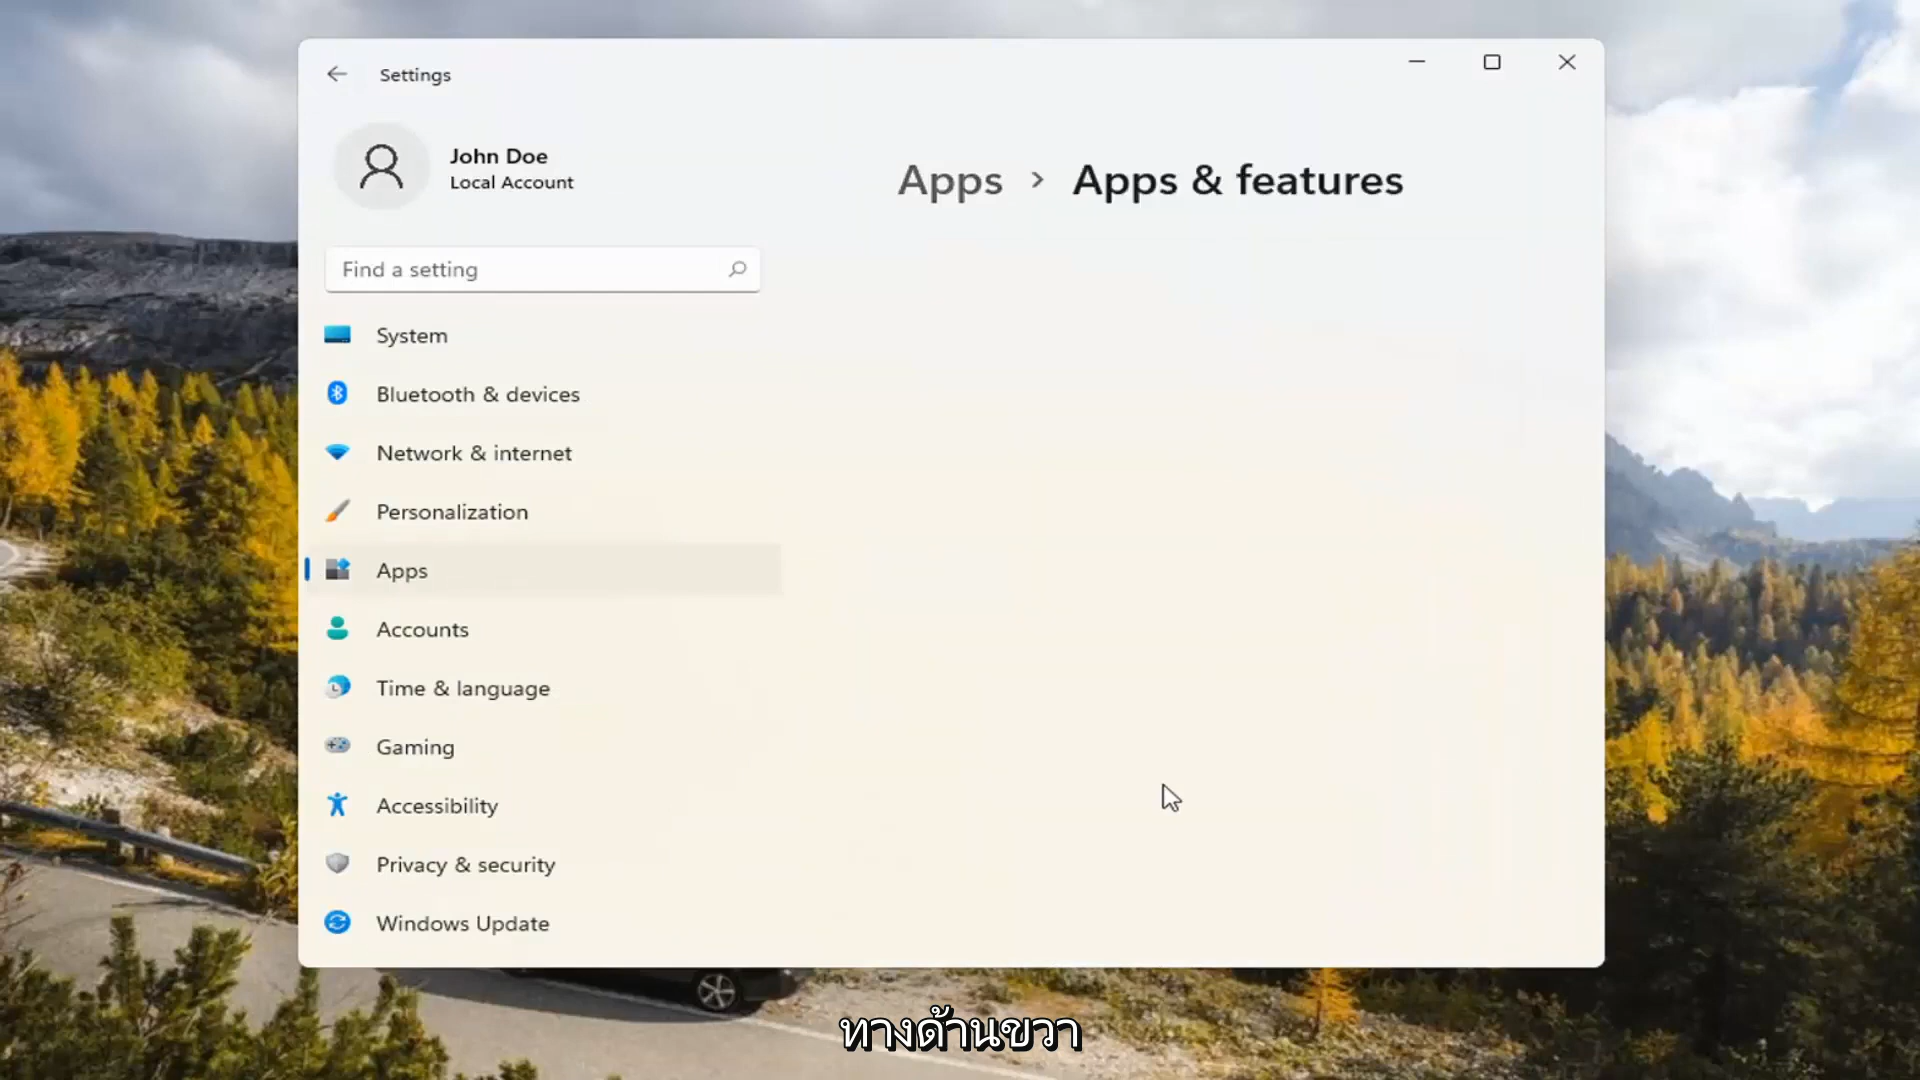 Settings
John Doe
Local Account
Apps › Apps & features
Find a setting
System
Bluetooth & devices
Network & internet
Personalization
Apps
Accounts
Time & language
Gaming
Accessibility
Privacy & security
Windows Update
ทางด้านขวา